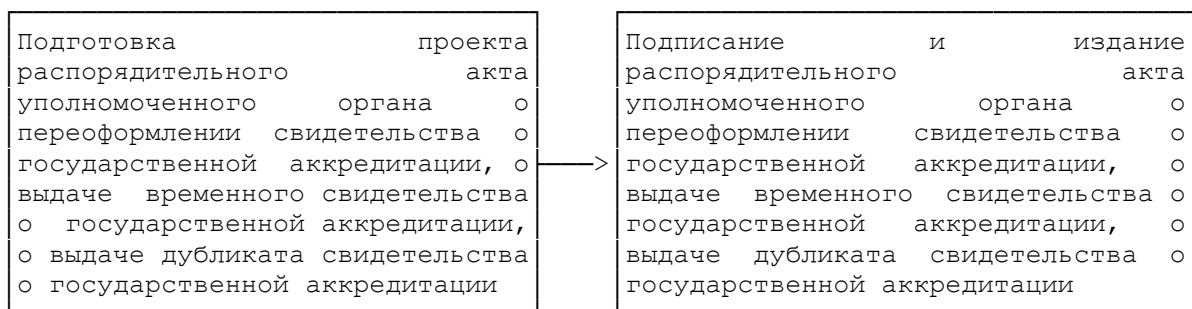 Подготовка проекта
распорядительного акта
уполномоченного органа о
переоформлении свидетельства о
государственной аккредитации, о
выдаче временного свидетельства
о государственной аккредитации,
о выдаче дубликата свидетельства
о государственной аккредитации
Подписание и издание
распорядительного акта
уполномоченного органа о
переоформлении свидетельства о
государственной аккредитации, о
выдаче временного свидетельства о
государственной аккредитации, о
выдаче дубликата свидетельства о
государственной аккредитации